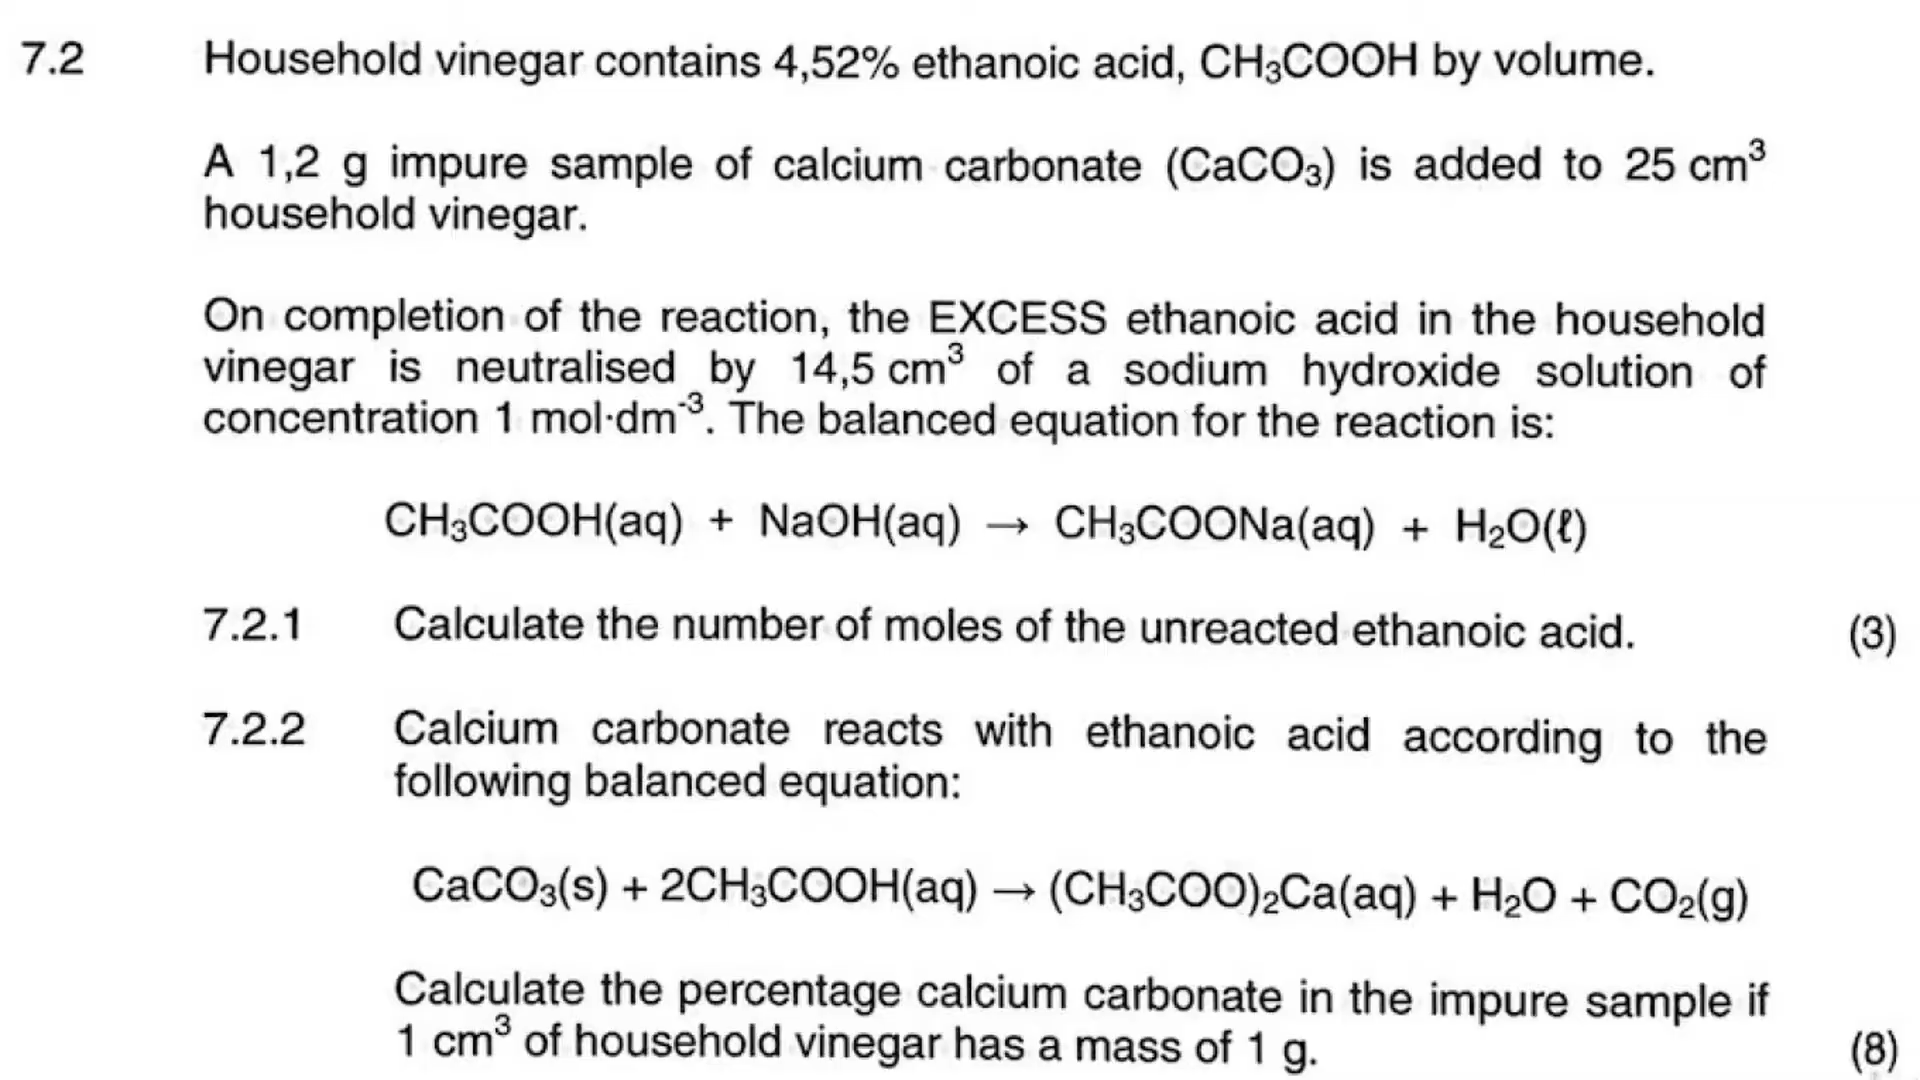 7.2 Household vinegar contains 4,52% ethanoic acid, CH₃COOH by volume.
A 1,2 g impure sample of calcium carbonate (CaCO₃) is added to 25 cm³
household vinegar.
On completion of the reaction, the EXCESS ethanoic acid in the household
vinegar is neutralised by 14,5 cm³ of a sodium hydroxide solution of
concentration 1 mol·dm⁻³. The balanced equation for the reaction is:
CH₃COOH(aq) + NaOH(aq) → CH₃COONa(aq) + H₂O(ℓ)
7.2.1 Calculate the number of moles of the unreacted ethanoic acid. (3)
7.2.2 Calcium carbonate reacts with ethanoic acid according to the
following balanced equation:
CaCO₃(s) + 2CH₃COOH(aq) → (CH₃COO)₂Ca(aq) + H₂O + CO₂(g)
Calculate the percentage calcium carbonate in the impure sample if
1 cm³ of household vinegar has a mass of 1 g. (8)